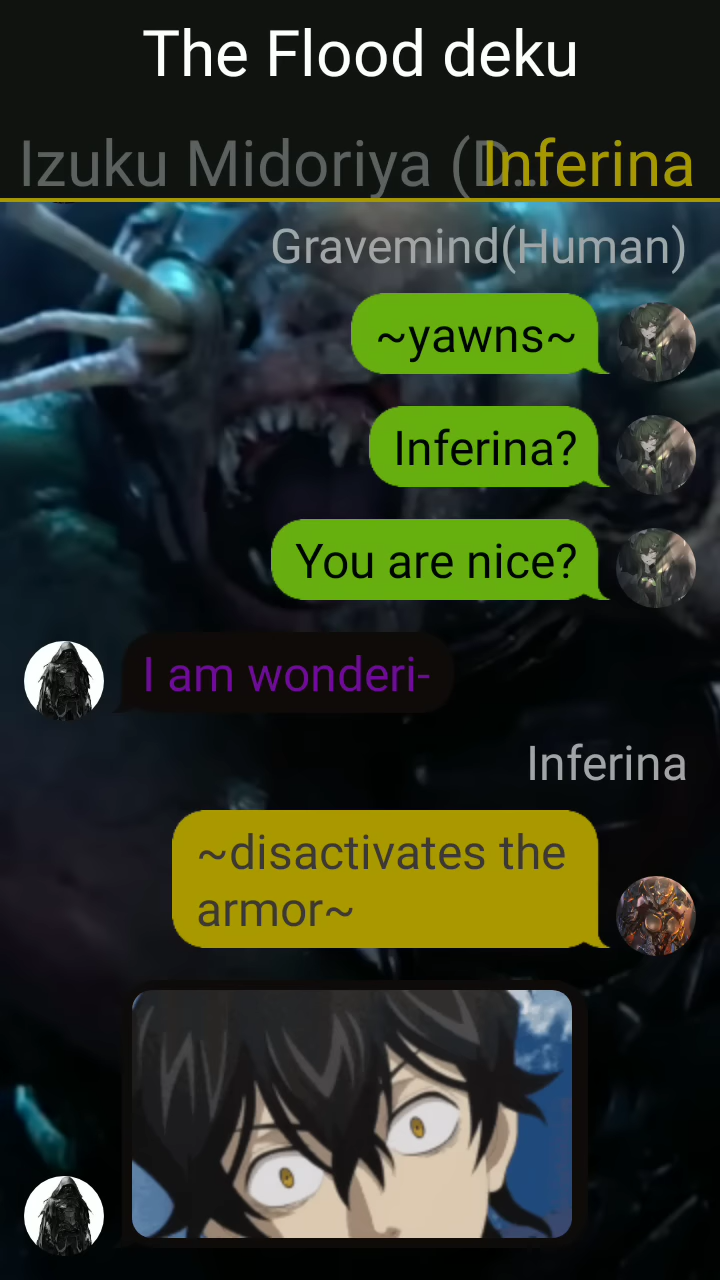 The Flood deku
Izuku Midoriya (D...
Inferina
Gravemind(Human)
~yawns~
Inferina?
You are nice?
I am wonderi-
Inferina
~disactivates the
armor~